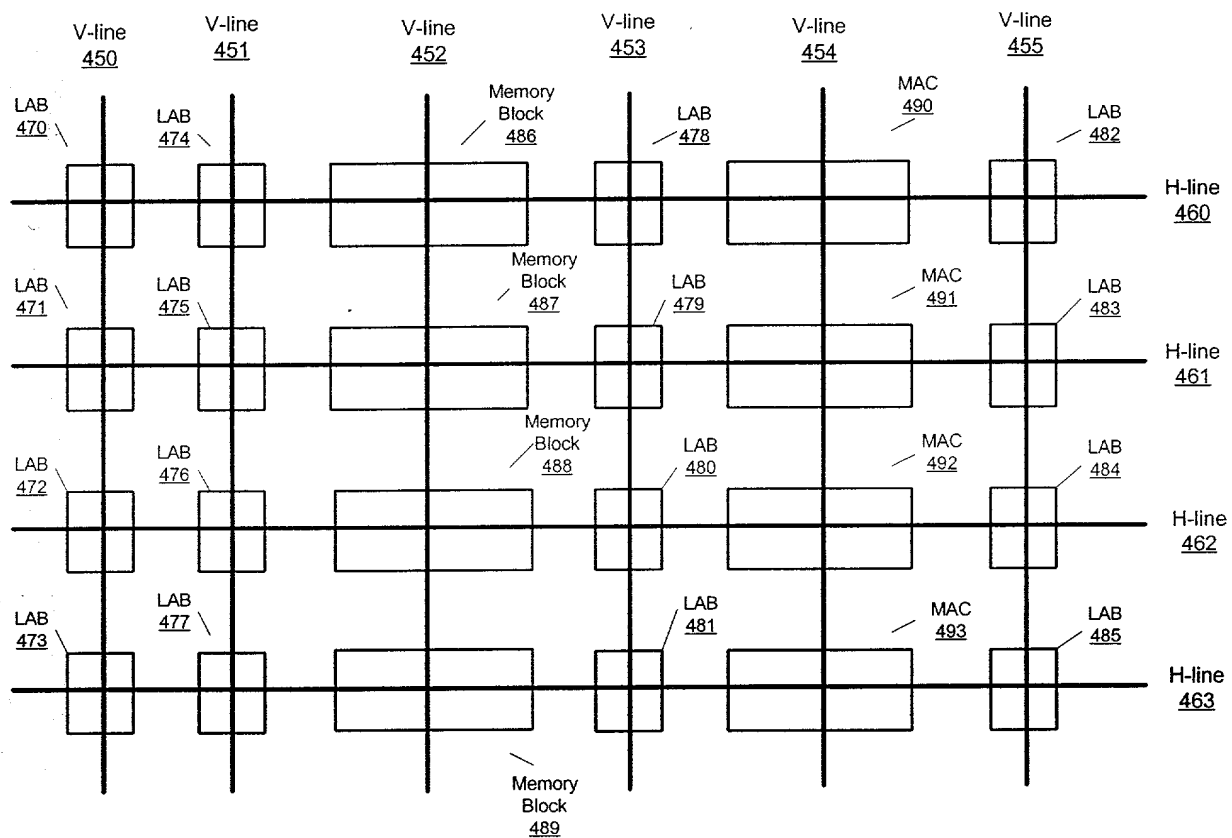 V-line
450
V-line
451
V-line
452
V-line
453
V-line
454
V-line
455
LAB
470
LAB
474
Memory
Block
486
LAB
478
MAC
490
LAB
482
H-line
460
LAB
471
LAB
475
Memory
Block
487
LAB
479
MAC
491
LAB
483
H-line
461
LAB
472
LAB
476
Memory
Block
488
LAB
480
MAC
492
LAB
484
H-line
462
LAB
473
LAB
477
LAB
481
MAC
493
LAB
485
H-line
463
Memory
Block
489